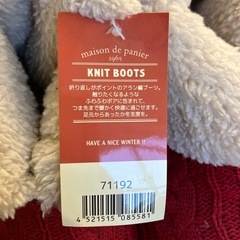 maison de panier
1965
KNIT BOOTS
折り返しがポイントのアラン編ブーツ。
触りたくなるような
ふわふわボアに包まれて、
つま先まで暖かく快適に過ごせます。
足元からあったか冬支度を。
HAVE A NICE WINTER !!
71192
4 521515 085581